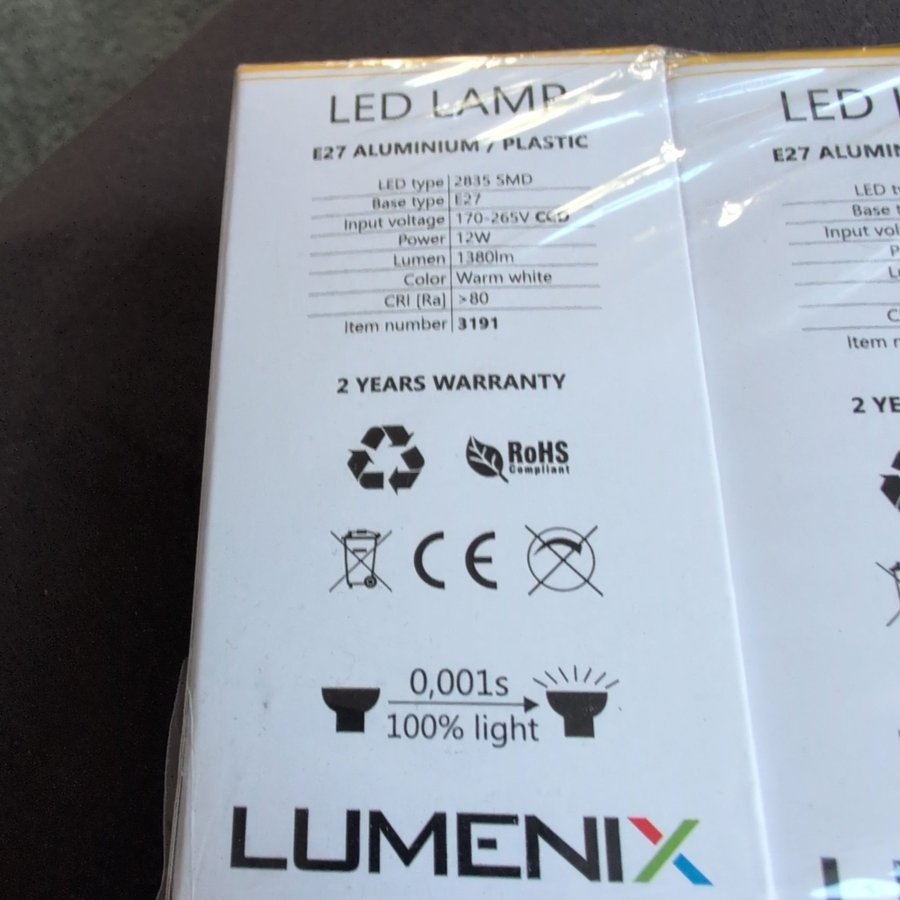 LED LAMP
E27 ALUMINIUM / PLASTIC
LED type 2835 SMD
Base type E27
Input voltage 170-265V CCD
Power 12W
Lumen 1380lm
Color Warm white
CRI [Ra] >80
Item number 3191
2 YEARS WARRANTY
RoHS
Compliant
CE
0,001s
100% light
LUMENIX
LED
E27 ALUMIN
LED t
Base t
Input vol
P
Lu
C
Item n
2 YE